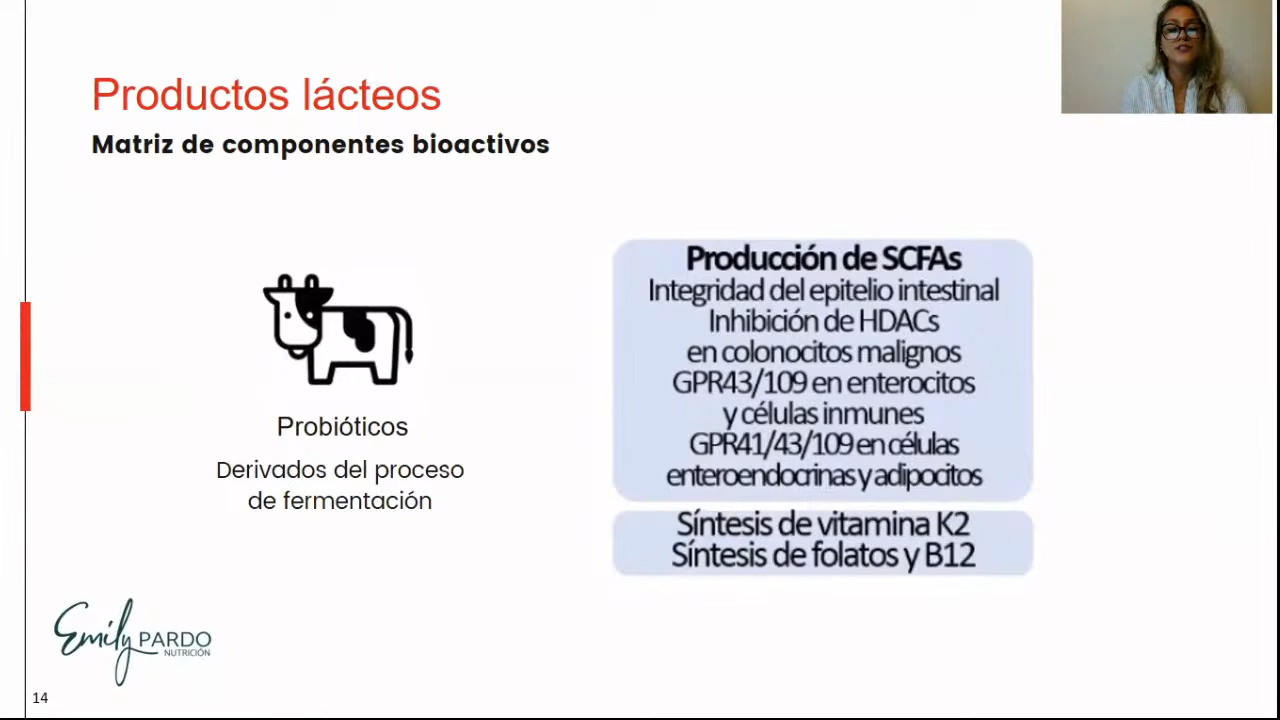 Productos lácteos
Matriz de componentes bioactivos
Probióticos
Derivados del proceso
de fermentación
Producción de SCFAs
Integridad del epitelio intestinal
Inhibición de HDACs
en colonocitos malignos
GPR43/109 en enterocitos
y células inmunes
GPR41/43/109 en células
enteroendocrinas y adipocitos
Síntesis de vitamina K2
Síntesis de folatos y B12
Emily PARDO
NUTRICIÓN
14